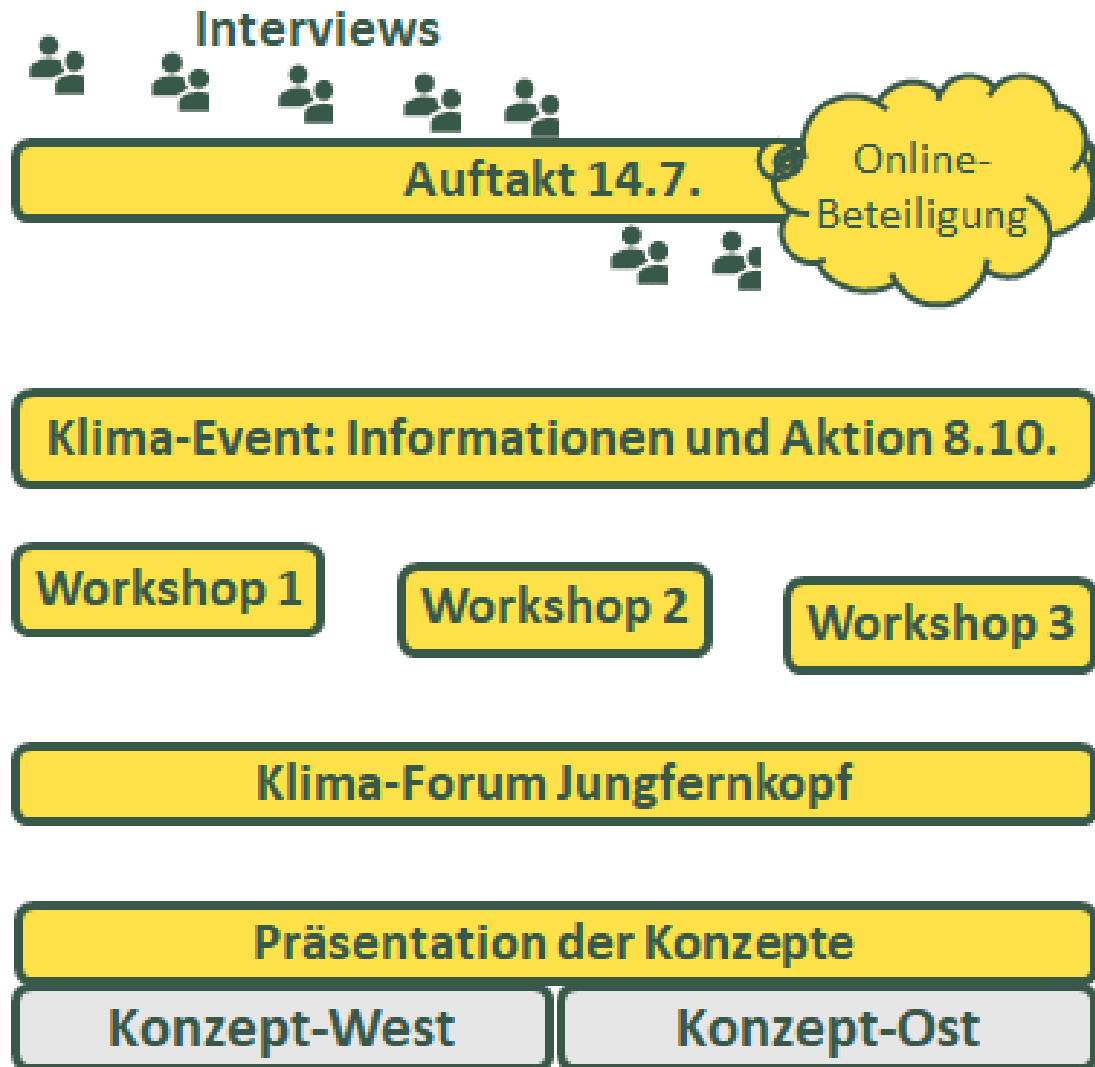 Interviews
Auftakt 14.7.
Online-
Beteiligung
Klima-Event: Informationen und Aktion 8.10.
Workshop 1
Workshop 2
Workshop 3
Klima-Forum Jungfernkopf
Präsentation der Konzepte
Konzept-West
Konzept-Ost